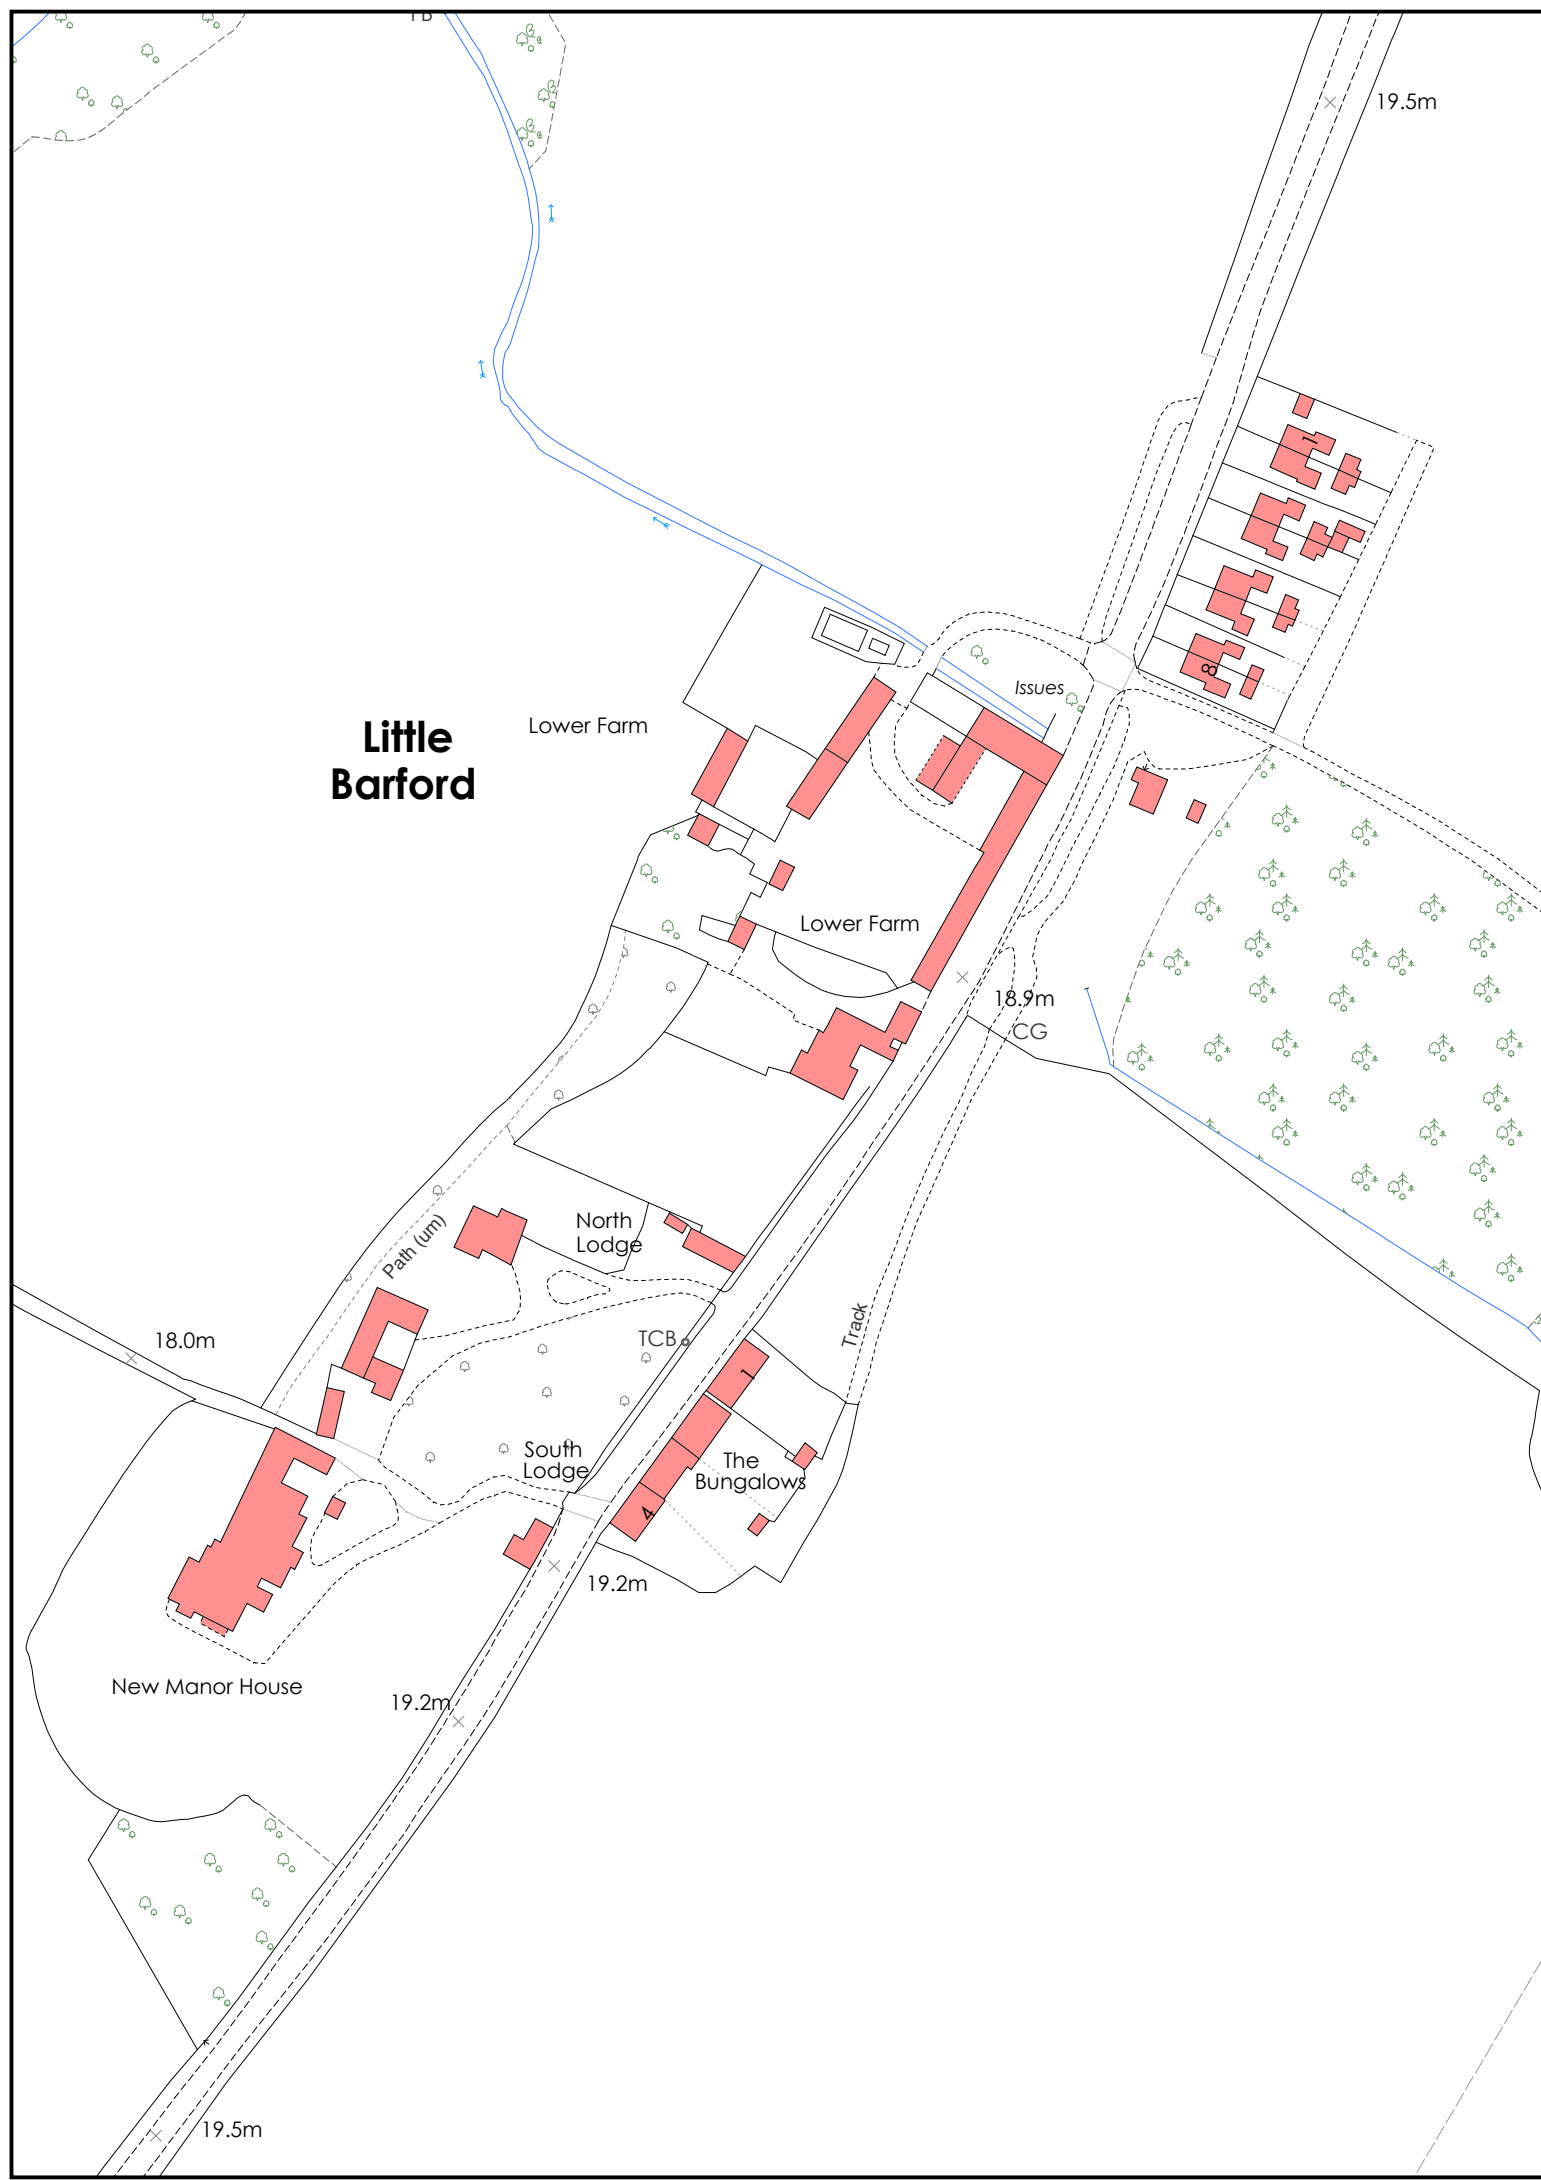 19.5m
1
8
Issues
Little
Barford
Lower Farm
Lower Farm
18.9m
CG
North
Lodge
Path (um)
18.0m
TCB
Track
1
South
Lodge
The
Bungalows
4
19.2m
New Manor House
19.2m
19.5m